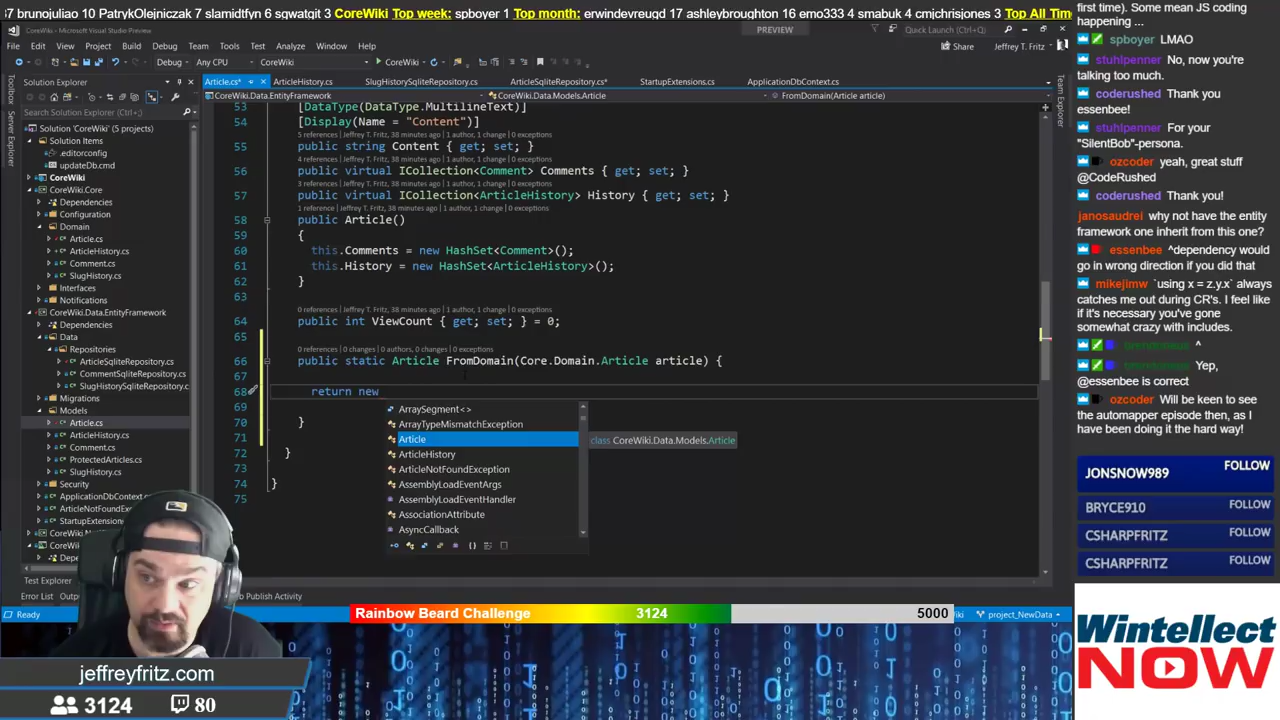 7 brunojuliao 10 PatrykOlejniczak 7 slamidtfyn 6 sgwatgit 3 CoreWiki Top week: spboyer 1 Top month: erwindevreugd 17 ashleybroughton 16 emo333 4 smabuk 4 cmjchrisjones 3 Top All Time
CoreWiki - Microsoft Visual Studio Preview
PREVIEW
Quick Launch (Ctrl+Q)
File Edit View Project Build Debug Team Tools Test Analyze Window Help
Share Jeffrey T. Fritz
Debug Any CPU CoreWiki CoreWiki
Toolbox
Server Explorer
Team Explorer
Solution Explorer
Search Solution Explorer (Ctrl+;)
Solution 'CoreWiki' (5 projects)
Solution Items
.editorconfig
updateDb.cmd
CoreWiki
CoreWiki.Core
Dependencies
Configuration
Domain
Article.cs
ArticleHistory.cs
Comment.cs
SlugHistory.cs
Interfaces
Notifications
CoreWiki.Data.EntityFramework
Dependencies
Data
Repositories
ArticleSqliteRepository.cs
CommentSqliteRepository.cs
SlugHistorySqliteRepository.cs
Migrations
Models
Article.cs
ArticleHistory.cs
Comment.cs
ProtectedArticles.cs
SlugHistory.cs
Security
ApplicationDbContext.cs
ArticleNotFoundExce
StartupExtensions.c
CoreWiki.No
CoreWi
Depe
Test Explorer
Error List Ou
b Publish Activity
Ready
Article.cs* ArticleHistory.cs SlugHistorySqliteRepository.cs ArticleSqliteRepository.cs* StartupExtensions.cs ApplicationDbContext.cs
CoreWiki.Data.EntityFramework CoreWiki.Data.Models.Article FromDomain(Article article)
53 [DataType(DataType.MultilineText)]
54 [Display(Name = "Content")]
5 references | Jeffrey T. Fritz, 38 minutes ago | 1 author, 1 change | 0 exceptions
55 public string Content { get; set; }
4 references | Jeffrey T. Fritz, 38 minutes ago | 1 author, 1 change | 0 exceptions
56 public virtual ICollection<Comment> Comments { get; set; }
3 references | Jeffrey T. Fritz, 38 minutes ago | 1 author, 1 change | 0 exceptions
57 public virtual ICollection<ArticleHistory> History { get; set; }
1 reference | Jeffrey T. Fritz, 38 minutes ago | 1 author, 1 change | 0 exceptions
58 public Article()
59 {
60 this.Comments = new HashSet<Comment>();
61 this.History = new HashSet<ArticleHistory>();
62 }
63
0 references | Jeffrey T. Fritz, 38 minutes ago | 1 author, 1 change | 0 exceptions
64 public int ViewCount { get; set; } = 0;
65
0 references | 0 changes | 0 authors, 0 changes | 0 exceptions
66 public static Article FromDomain(Core.Domain.Article article) {
67
68 return new
69
70 }
71
72 }
73
74 }
75
ArraySegment<>
ArrayTypeMismatchException
Article
ArticleHistory
ArticleNotFoundException
AssemblyLoadEventArgs
AssemblyLoadEventHandler
AssociationAttribute
AsyncCallback
class CoreWiki.Data.Models.Article
Wiki project_NewData
Rainbow Beard Challenge 3124 5000
jeffreyfritz.com
3124 80
first time). Some mean JS coding
happening ...
spboyer LMAO
stuhlpenner: No, now you're
talking too much.
coderushed: Thank you
essenbee!
stuhlpenner: For your
"SilentBob"-persona.
ozcoder yeah, great stuff
@CodeRushed
coderushed: Thank you!
janosaudrei why not have the entity
framework one inherit from this one?
essenbee ^dependency would
go in wrong direction if you did that
mikejimw `using x = z.y.x` always
catches me out during CR's. I feel like
if it's necessary you've gone
somewhat crazy with includes.
^
Yep,
@essenbee is correct
ozcoder Will be keen to see
the automapper episode then, as I
have been doing it the hard way!
JONSNOW989 FOLLOW
BRYCE910 FOLLOW
CSHARPFRITZ FOLLOW
CSHARPFRITZ FOLLOW
Wintellect
NOW